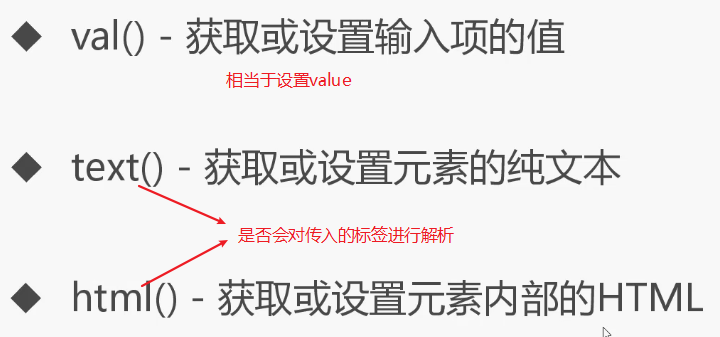 ◆ val() - 获取或设置输入项的值
相当于设置value
◆ text() - 获取或设置元素的纯文本
是否会对传入的标签进行解析
◆ html() - 获取或设置元素内部的HTML